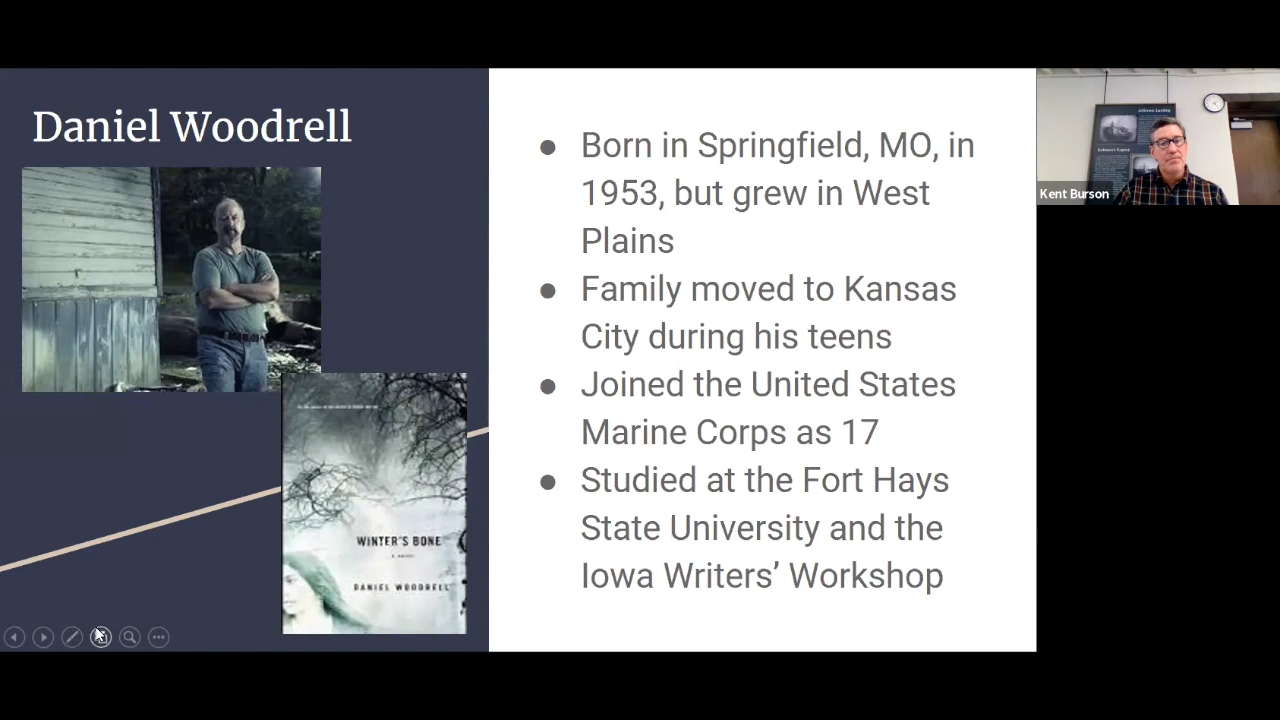 Daniel Woodrell
WINTER'S BONE
DANIEL WOODRELL
● Born in Springfield, MO, in
1953, but grew in West
Plains
● Family moved to Kansas
City during his teens
● Joined the United States
Marine Corps as 17
● Studied at the Fort Hays
State University and the
Iowa Writers’ Workshop
Kent Burson